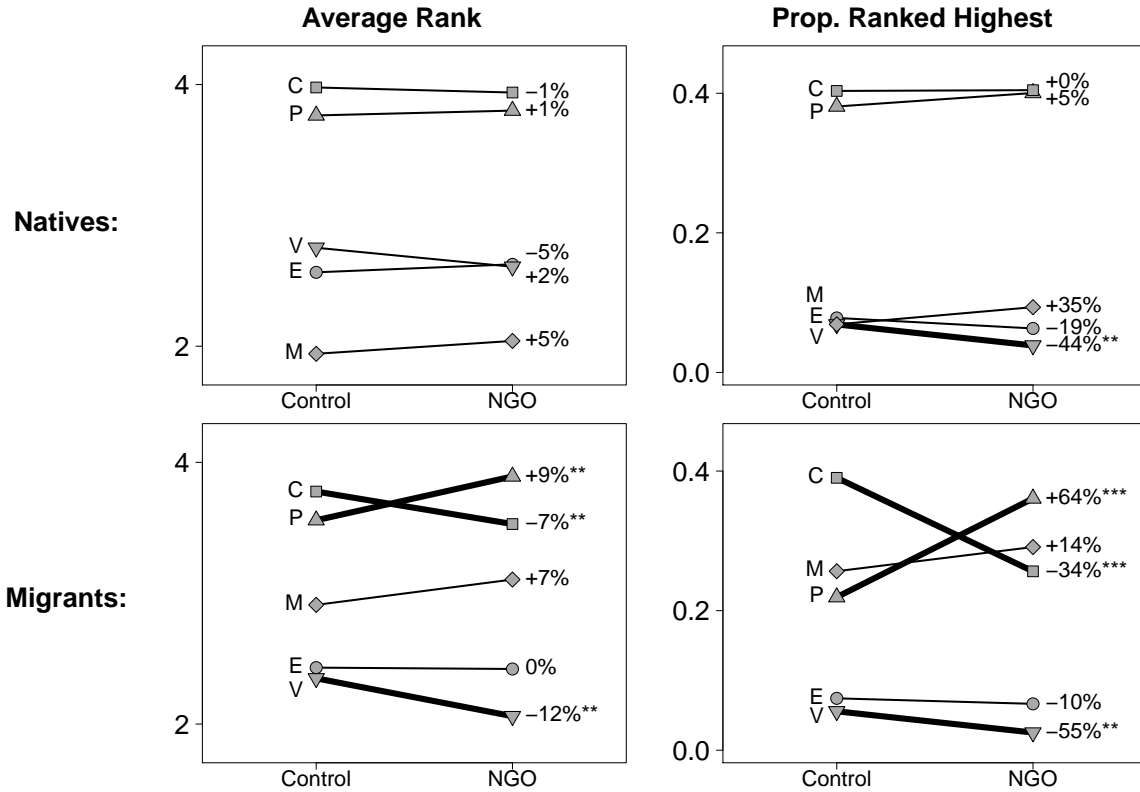 Average Rank
Prop. Ranked Highest
Natives:
4
2
C
P
V
E
M
−1%
+1%
−5%
+2%
+5%
Control
NGO
0.4
0.2
0.0
C
P
M
E
V
+0%
+5%
+35%
−19%
−44%**
Control
NGO
Migrants:
4
2
C
P
M
E
V
+9%**
−7%**
+7%
0%
−12%**
Control
NGO
0.4
0.2
0.0
C
M
P
E
V
+64%***
+14%
−34%***
−10%
−55%**
Control
NGO